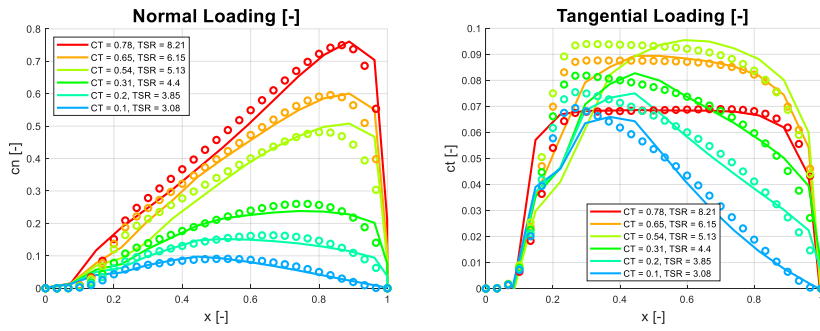 Normal Loading [-]
0.8
0.7
0.6
0.5
0.4
0.3
0.2
0.1
0
cn [-]
CT = 0.78, TSR = 8.21
CT = 0.65, TSR = 6.15
CT = 0.54, TSR = 5.13
CT = 0.31, TSR = 4.4
CT = 0.2, TSR = 3.85
CT = 0.1, TSR = 3.08
0 0.2 0.4 0.6 0.8 1
x [-]
Tangential Loading [-]
0.1
0.09
0.08
0.07
0.06
0.05
0.04
0.03
0.02
0.01
0
ct [-]
CT = 0.78, TSR = 8.21
CT = 0.65, TSR = 6.15
CT = 0.54, TSR = 5.13
CT = 0.31, TSR = 4.4
CT = 0.2, TSR = 3.85
CT = 0.1, TSR = 3.08
0 0.2 0.4 0.6 0.8 1
x [-]